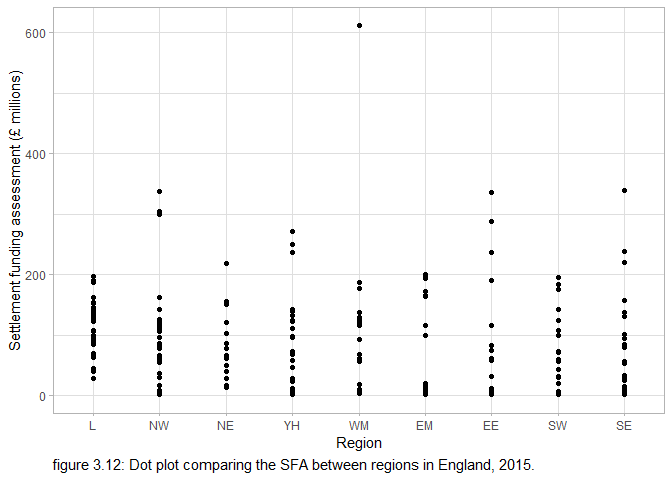 600
400
200
0
Settlement funding assessment (£ millions)
L NW NE YH WM EM EE SW SE
Region
figure 3.12: Dot plot comparing the SFA between regions in England, 2015.